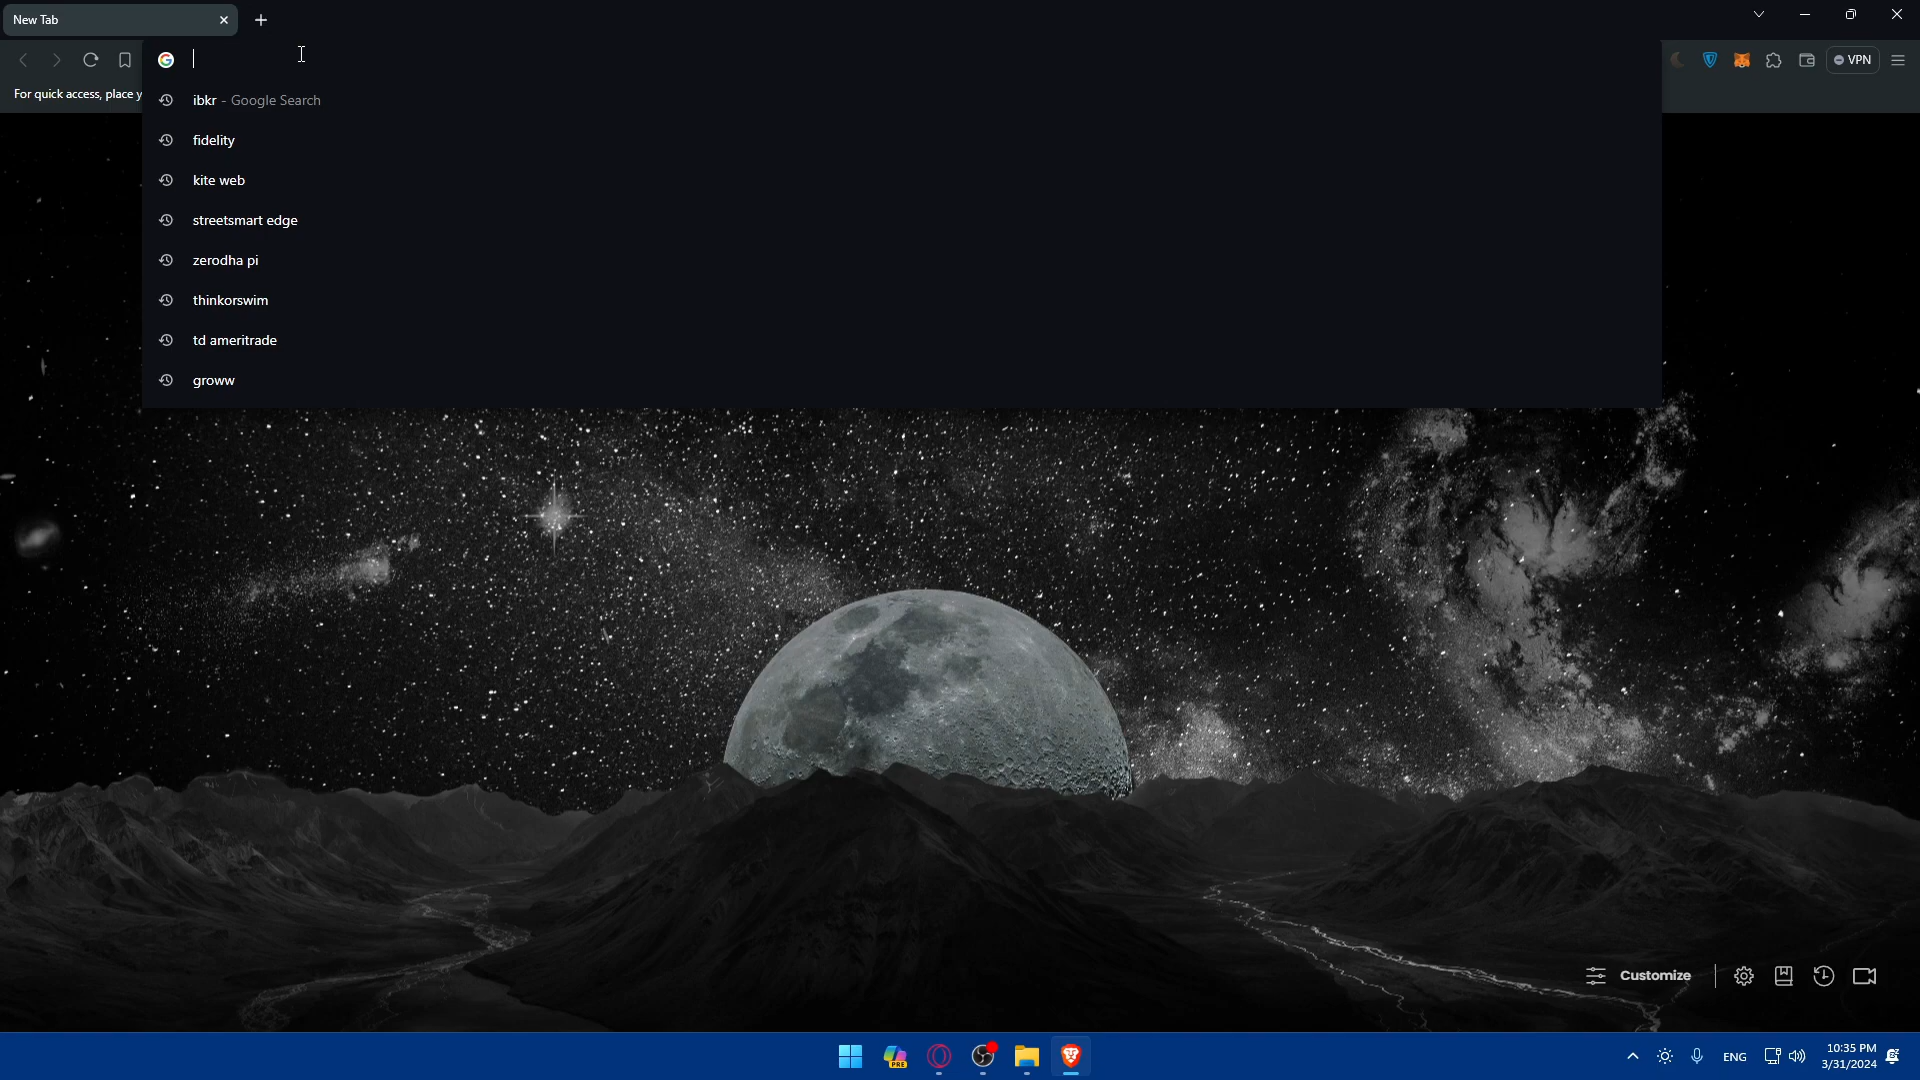 New Tab
VPN
For quick access, place y
ibkr - Google Search
fidelity
kite web
streetsmart edge
zerodha pi
thinkorswim
td ameritrade
groww
Customize
PRE
ENG
10:35 PM
3/31/2024